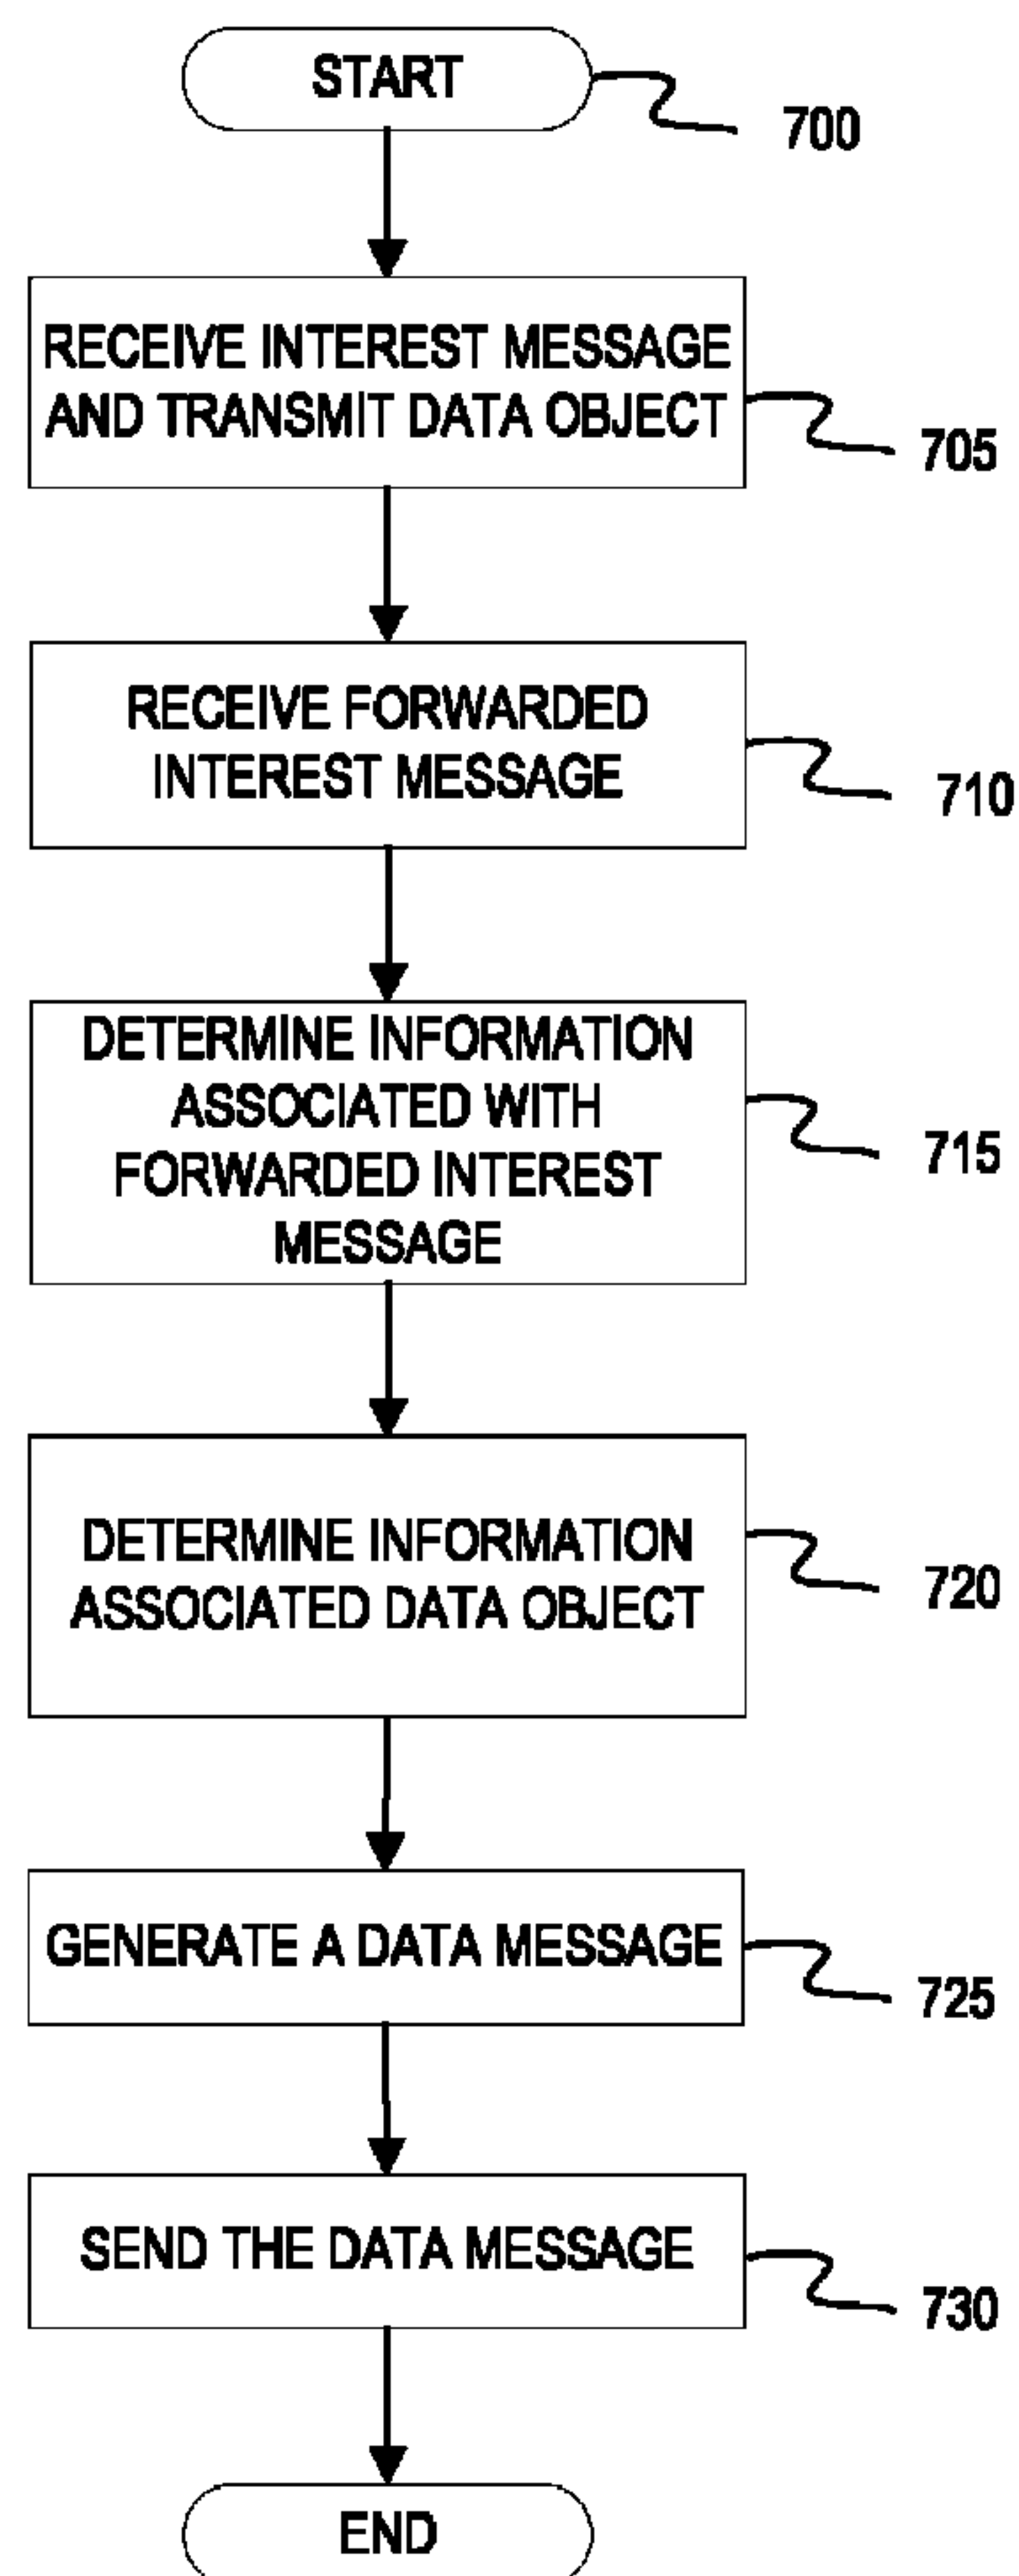 START
700
RECEIVE INTEREST MESSAGE
AND TRANSMIT DATA OBJECT
705
RECEIVE FORWARDED
INTEREST MESSAGE
710
DETERMINE INFORMATION
ASSOCIATED WITH
FORWARDED INTEREST
MESSAGE
715
DETERMINE INFORMATION
ASSOCIATED DATA OBJECT
720
GENERATE A DATA MESSAGE
725
SEND THE DATA MESSAGE
730
END